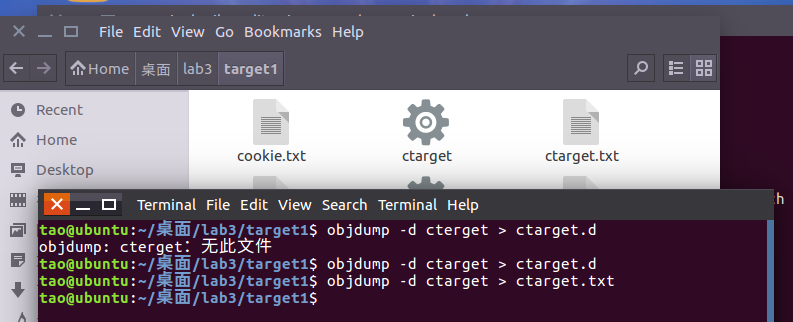 File Edit View Go Bookmarks Help
Home 桌面 lab3 target1
Recent
Home
Desktop
cookie.txt ctarget ctarget.txt
Terminal File Edit View Search Terminal Help
tao@ubuntu:~/桌面/lab3/target1$ objdump -d cterget > ctarget.d
objdump: cterget: 无此文件
tao@ubuntu:~/桌面/lab3/target1$ objdump -d ctarget > ctarget.d
tao@ubuntu:~/桌面/lab3/target1$ objdump -d ctarget > ctarget.txt
tao@ubuntu:~/桌面/lab3/target1$